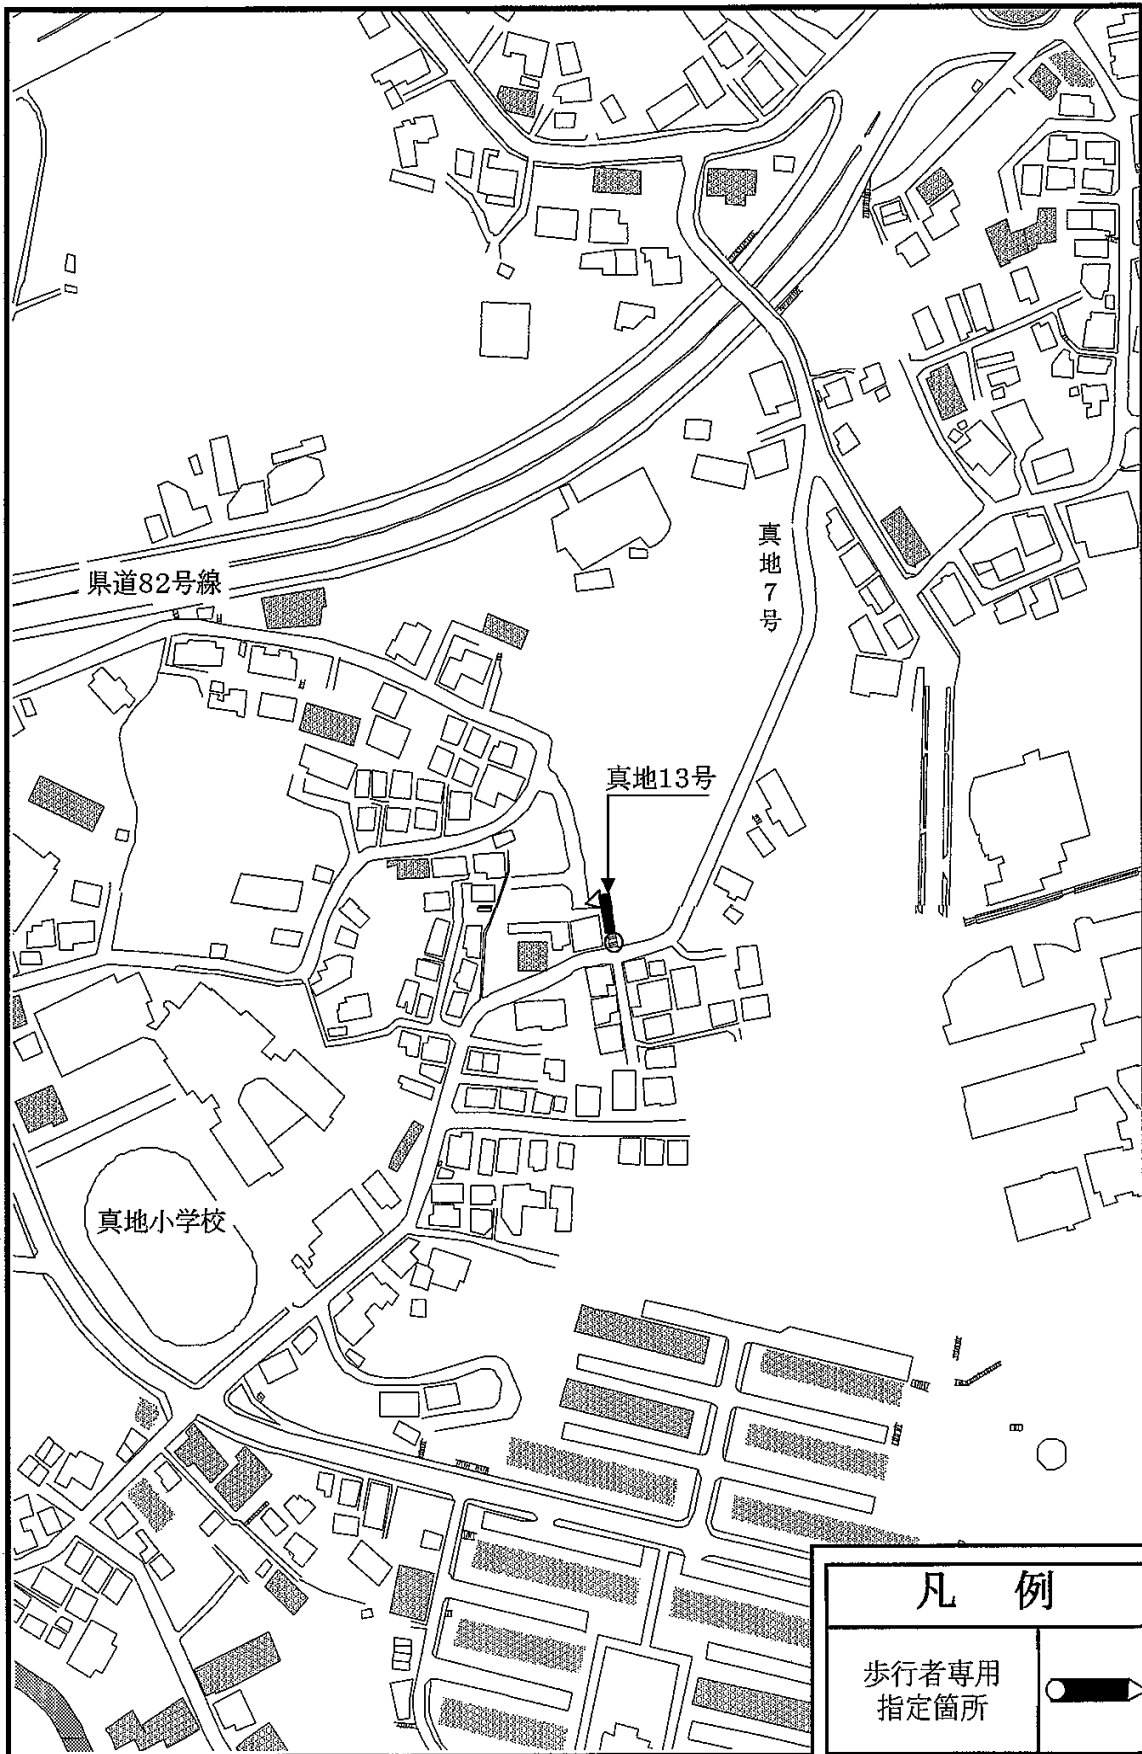 県道82号線
真地7号
真地13号
真地小学校
凡 例
歩行者専用
指定箇所